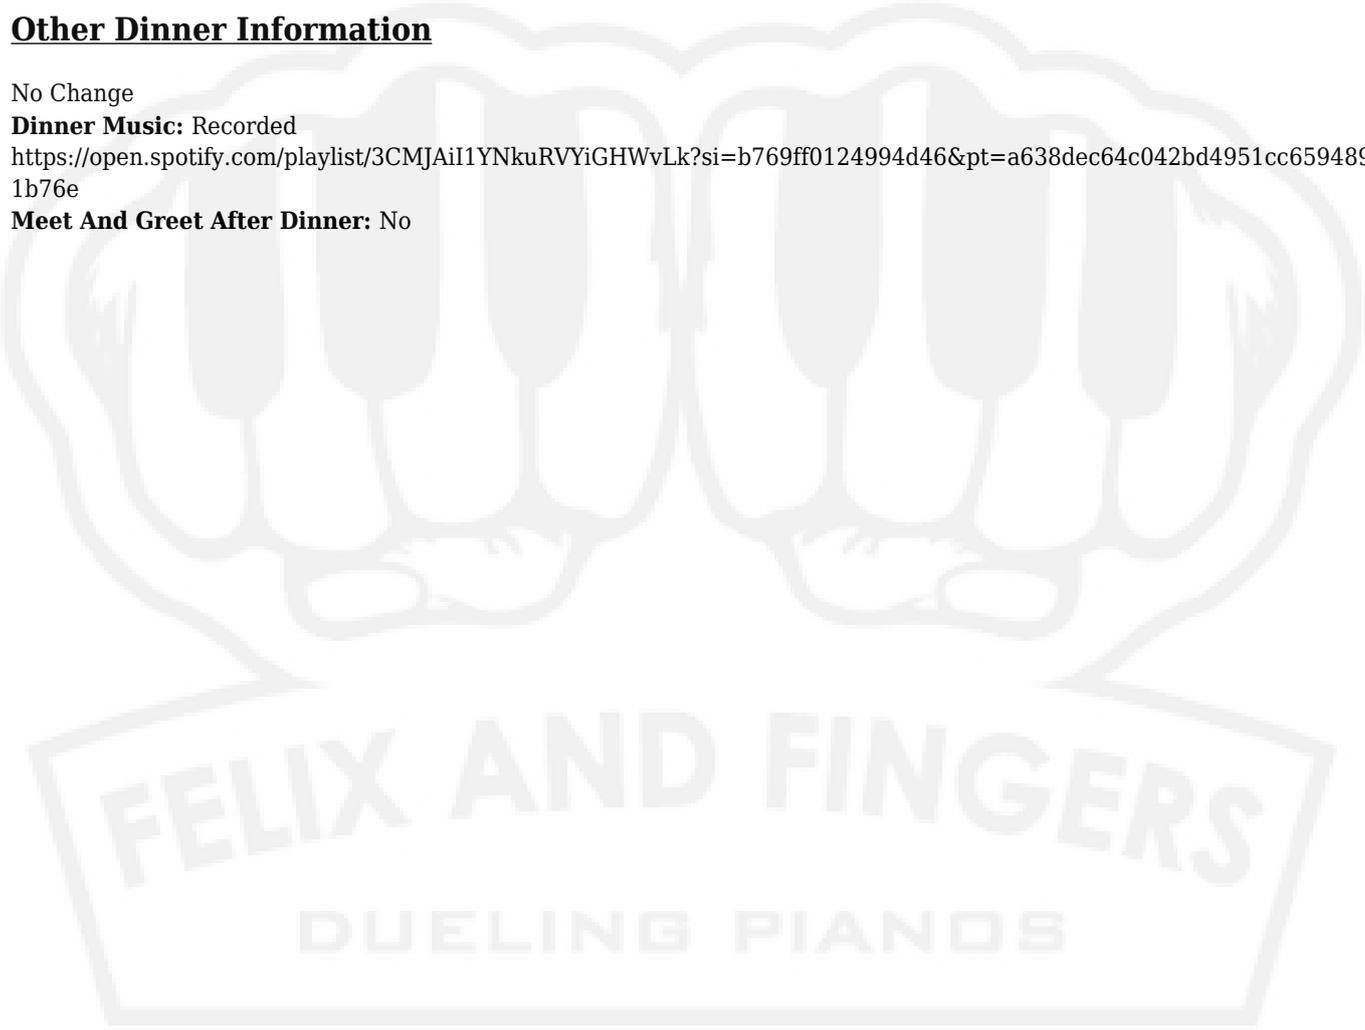 Other Dinner Information
No Change
Dinner Music: Recorded
https://open.spotify.com/playlist/3CMJAiI1YNkuRVYiGHWvLk?si=b769ff0124994d46&pt=a638dec64c042bd4951cc659489
1b76e
Meet And Greet After Dinner: No
FELIX AND FINGERS
DUELING PIANOS